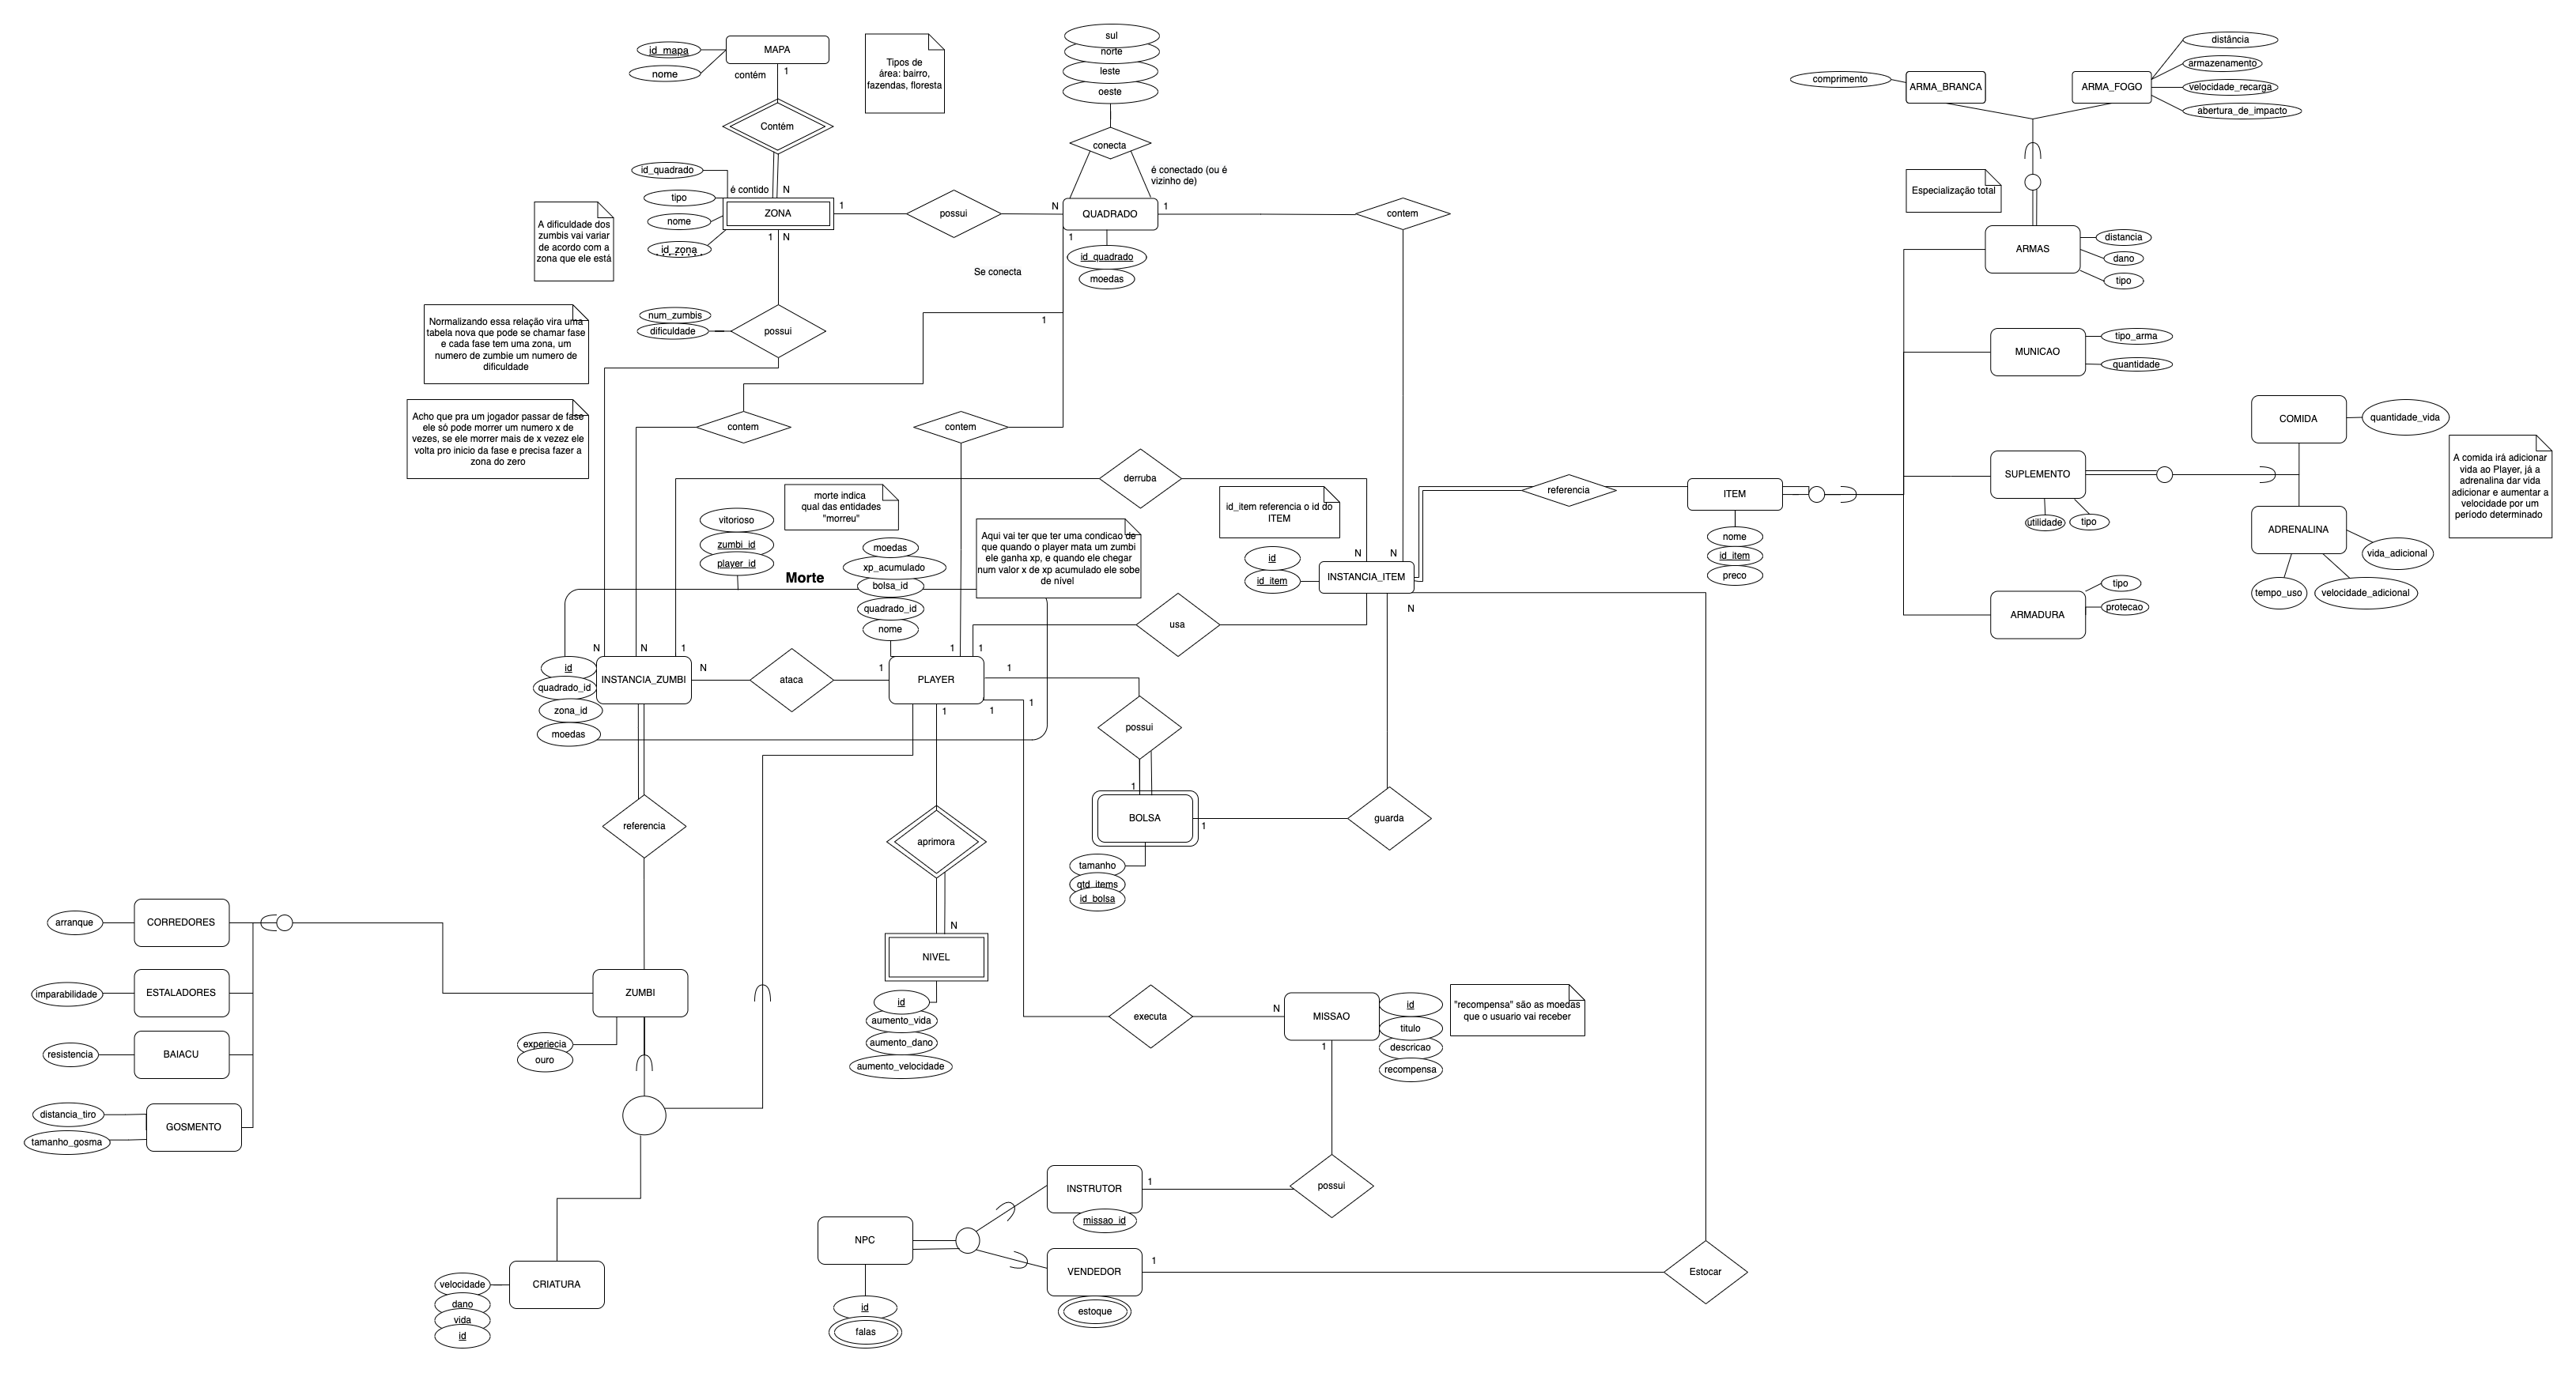 sul
norte
leste
oeste
id_mapa
MAPA
nome
contém
1
Contém
Tipos de
área: bairro,
fazendas, floresta
conecta
é conectado (ou é
vizinho de)
id_quadrado
tipo
nome
id_zona
é contido
N
ZONA
1
1
N
possui
N
QUADRADO
1
1
contem
id_quadrado
moedas
Se conecta
A dificuldade dos
zumbis vai variar
de acordo com a
zona que ele está
Normalizando essa relação vira uma
tabela nova que pode se chamar fase
e cada fase tem uma zona, um
numero de zumbie um numero de
dificuldade
num_zumbis
dificuldade
possui
1
Acho que pra um jogador passar de fase
ele só pode morrer um numero x de
vezes, se ele morrer mais de x vezez ele
volta pro inicio da fase e precisa fazer a
zona do zero
contem
contem
derruba
morte indica
qual das entidades
"morreu"
vitorioso
zumbi_id
player_id
Morte
moedas
xp_acumulado
bolsa_id
quadrado_id
nome
Aqui vai ter que ter uma condicao de
que quando o player mata um zumbi
ele ganha xp, e quando ele chegar
num valor x de xp acumulado ele sobe
de nível
id_item referencia o id do
ITEM
id
id_item
N
N
INSTANCIA_ITEM
N
referencia
ITEM
nome
id_item
preco
comprimento
ARMA_BRANCA
ARMA_FOGO
distância
armazenamento
velocidade_recarga
abertura_de_impacto
Especialização total
ARMAS
distancia
dano
tipo
MUNICAO
tipo_arma
quantidade
SUPLEMENTO
utilidade
tipo
COMIDA
quantidade_vida
ADRENALINA
vida_adicional
tempo_uso
velocidade_adicional
A comida irá adicionar
vida ao Player, já a
adrenalina dar vida
adicionar e aumentar a
velocidade por um
período determinado
ARMADURA
tipo
protecao
usa
N
N
1
id
quadrado_id
zona_id
moedas
INSTANCIA_ZUMBI
N
ataca
1
1
1
1
PLAYER
1
1
1
possui
1
BOLSA
1
guarda
tamanho
qtd_items
id_bolsa
referencia
aprimora
N
NIVEL
id
aumento_vida
aumento_dano
aumento_velocidade
arranque
CORREDORES
imparabilidade
ESTALADORES
resistencia
BAIACU
distancia_tiro
tamanho_gosma
GOSMENTO
ZUMBI
experiecia
ouro
executa
N
MISSAO
1
id
titulo
descricao
recompensa
"recompensa" são as moedas
que o usuario vai receber
possui
INSTRUTOR
1
missao_id
NPC
id
falas
VENDEDOR
1
estoque
Estocar
CRIATURA
velocidade
dano
vida
id